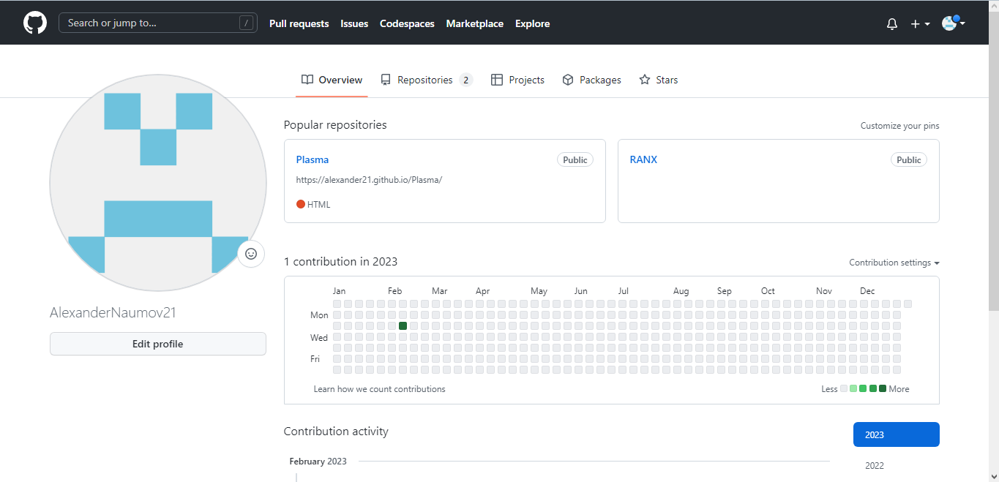 Search or jump to... /
Pull requests Issues Codespaces Marketplace Explore
Overview Repositories 2 Projects Packages Stars
Popular repositories Customize your pins
Plasma Public
https://alexander21.github.io/Plasma/
HTML
RANX Public
AlexanderNaumov21
Edit profile
1 contribution in 2023 Contribution settings
Jan Feb Mar Apr May Jun Jul Aug Sep Oct Nov Dec
Mon
Wed
Fri
Learn how we count contributions Less More
Contribution activity
2023
2022
February 2023